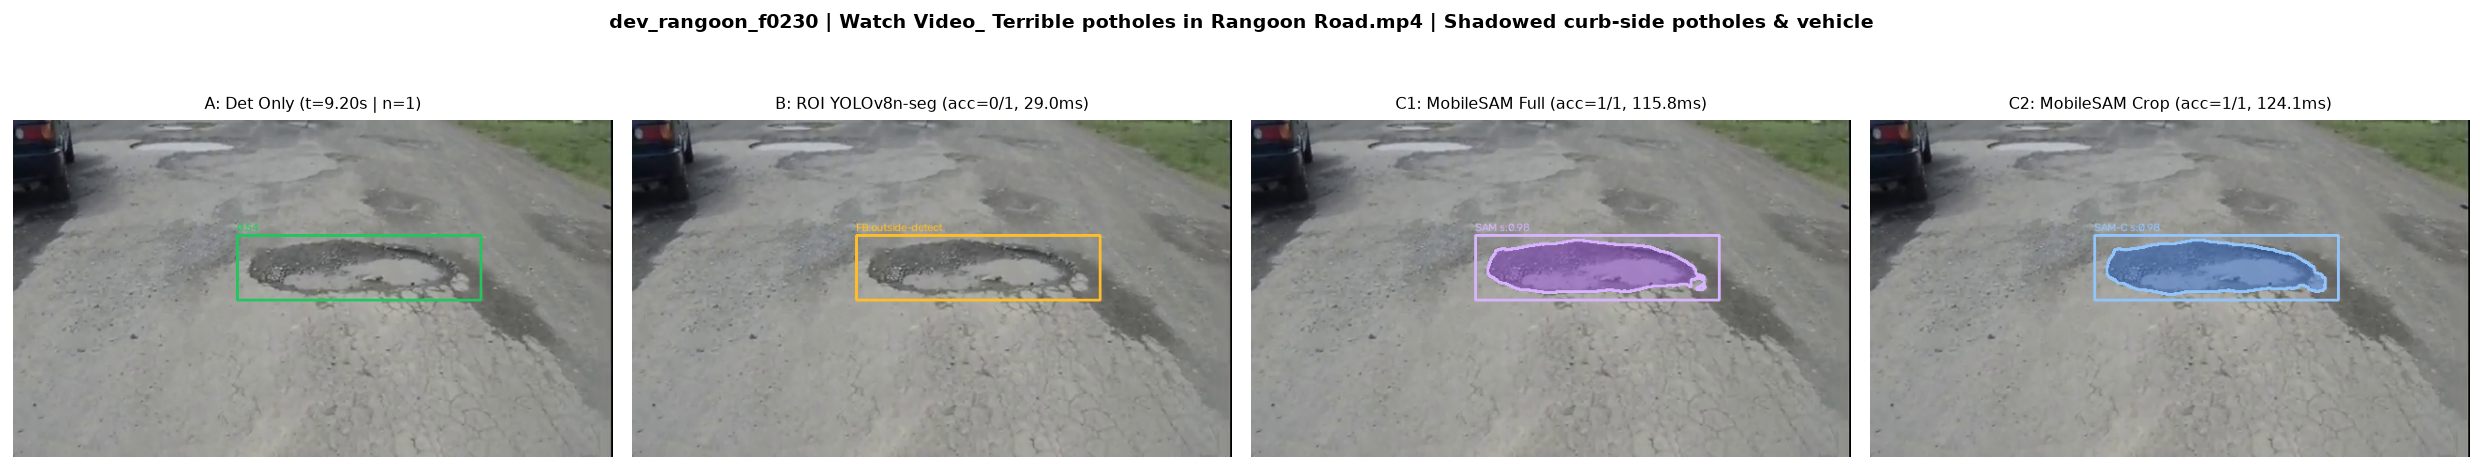 dev_rangoon_f0230 | Watch Video_ Terrible potholes in Rangoon Road.mp4 | Shadowed curb-side potholes & vehicle
A: Det Only (t=9.20s | n=1)
B: ROI YOLOv8n-seg (acc=0/1, 29.0ms)
C1: MobileSAM Full (acc=1/1, 115.8ms)
C2: MobileSAM Crop (acc=1/1, 124.1ms)
FB:outside-detect
SAM s:0.98
SAM-C s:0.98